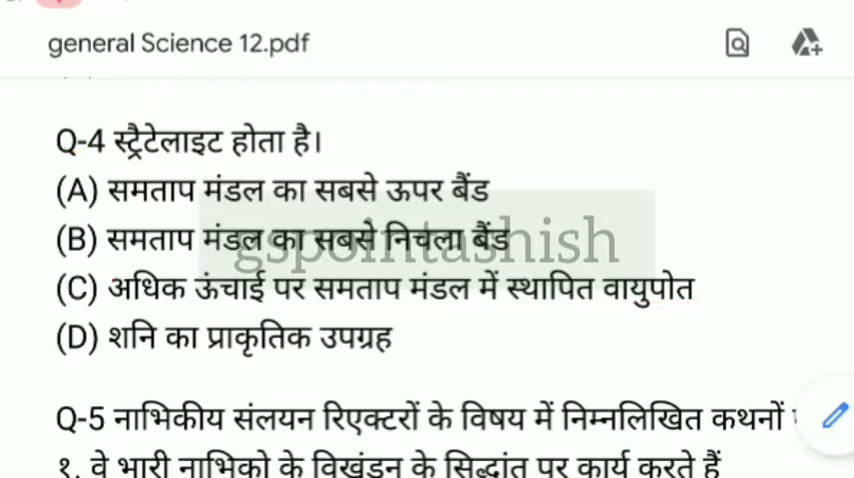 general Science 12.pdf
Q-4 स्ट्रैटेलाइट होता है।
(A) समताप मंडल का सबसे ऊपर बैंड
(B) समताप मंडल का सबसे निचला बैंड
gspointashish
(C) अधिक ऊंचाई पर समताप मंडल में स्थापित वायुपोत
(D) शनि का प्राकृतिक उपग्रह
Q-5 नाभिकीय संलयन रिएक्टरों के विषय में निम्नलिखित कथनों
१. वे भारी नाभिको के विखंडन के सिद्धांत पर कार्य करते हैं